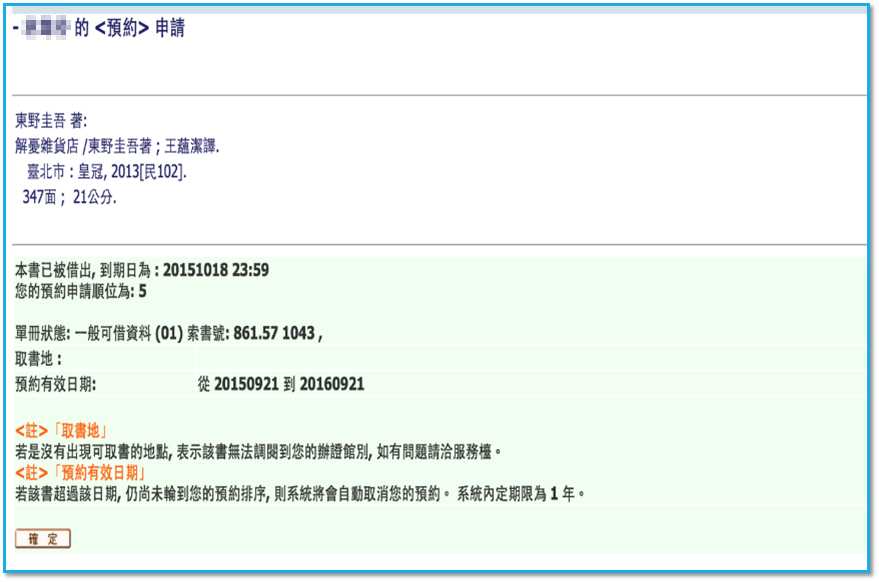 - 的 <預約> 申請
東野圭吾 著:
解憂雜貨店 /東野圭吾著 ; 王蘊潔譯.
臺北市 : 皇冠, 2013[民102].
347面 ; 21公分.
本書已被借出, 到期日為 : 20151018 23:59
您的預約申請順位為: 5
單冊狀態: 一般可借資料 (01) 索書號: 861.57 1043 ,
取書地 :
預約有效日期: 從 20150921 到 20160921
<註>「取書地」
若是沒有出現可取書的地點, 表示該書無法調閱到您的辦證館別, 如有問題請洽服務檯。
<註>「預約有效日期」
若該書超過該日期, 仍尚未輪到您的預約排序, 則系統將會自動取消您的預約。 系統內定期限為 1 年。
確 定